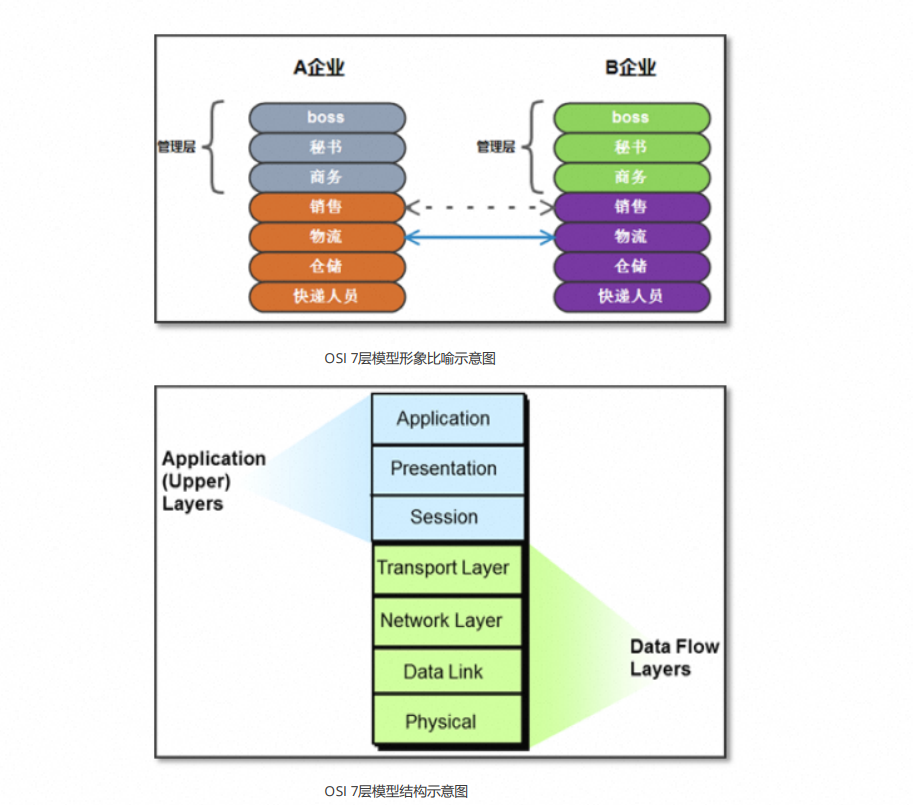 A企业
B企业
管理层
boss
秘书
商务
销售
物流
仓储
快递人员
管理层
boss
秘书
商务
销售
物流
仓储
快递人员
OSI 7层模型形象比喻示意图
Application
(Upper)
Layers
Application
Presentation
Session
Transport Layer
Network Layer
Data Link
Physical
Data Flow
Layers
OSI 7层模型结构示意图